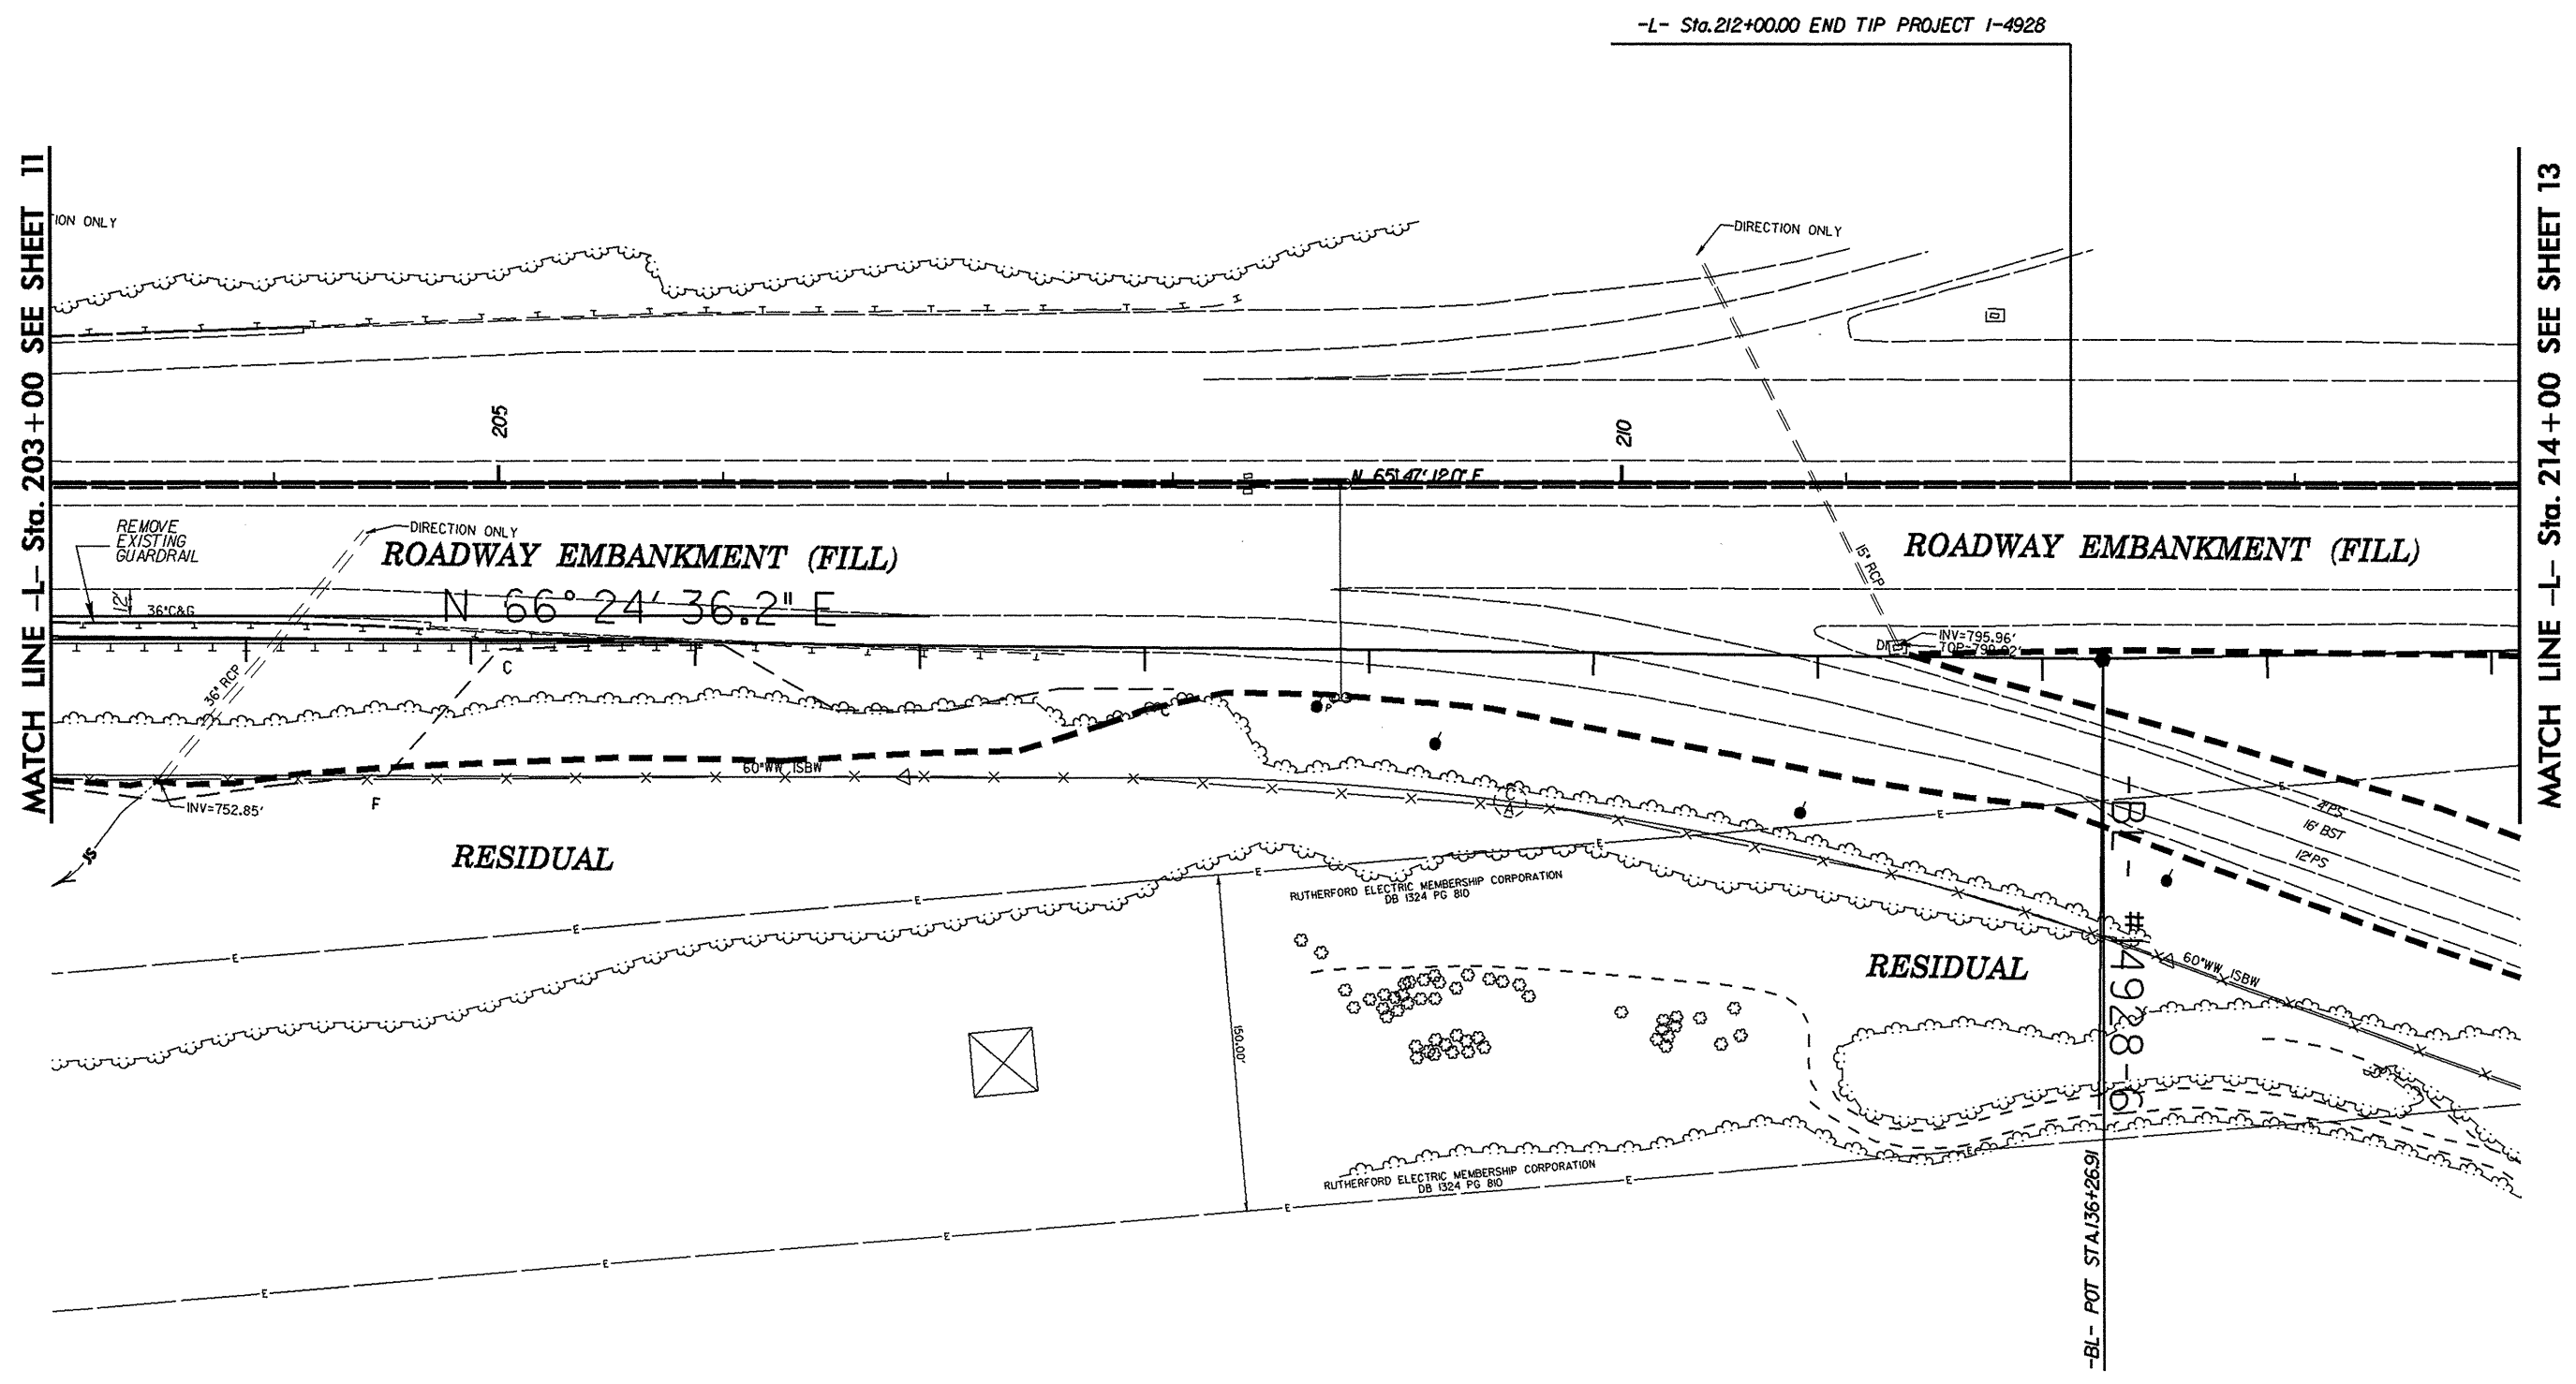 -L- Sta. 212+00.00 END TIP PROJECT I-4928
MATCH LINE -L- Sta. 203+00 SEE SHEET 11
MATCH LINE -L- Sta. 214+00 SEE SHEET 13
ION ONLY
DIRECTION ONLY
205
210
N 65°47'12.0" E
REMOVE
EXISTING
GUARDRAIL
DIRECTION ONLY
ROADWAY EMBANKMENT (FILL)
ROADWAY EMBANKMENT (FILL)
15" RCP
12'
36"C&G
N 66° 24' 36.2" E
INV=795.96'
DI
36" RCP
C
C
60"WW ISBW
F
INV=752.85'
P
C
A
JS
RESIDUAL
4'PS
16' BST
12'PS
E
E
E
E
E
E
E
RUTHERFORD ELECTRIC MEMBERSHIP CORPORATION
DB 1324 PG 810
RESIDUAL
60"WW ISBW
150.00'
-BL- #I4928-6
RUTHERFORD ELECTRIC MEMBERSHIP CORPORATION
DB 1324 PG 810
E
E
E
E
E
E
-BL- POT STA.136+26.91